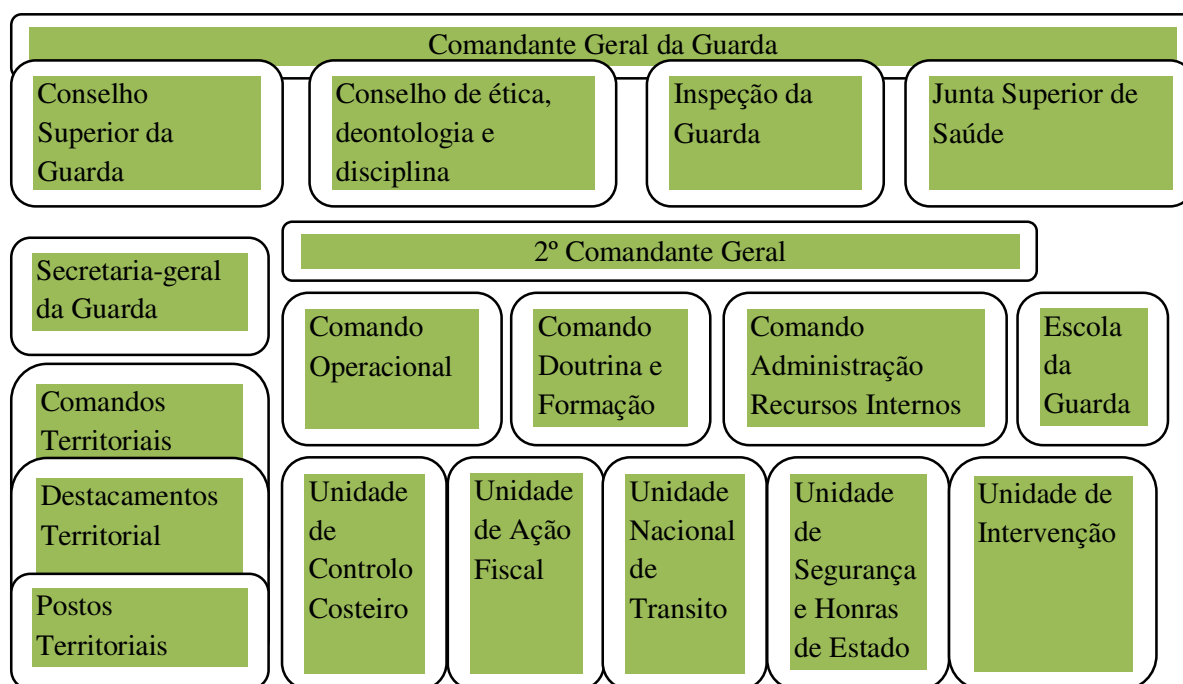 Comandante Geral da Guarda
Conselho
Superior da
Guarda
Conselho de ética,
deontologia e
disciplina
Inspeção da
Guarda
Junta Superior de
Saúde
Secretaria-geral
da Guarda
2º Comandante Geral
Comando
Operacional
Comando
Doutrina e
Formação
Comando
Administração
Recursos Internos
Escola
da
Guarda
Comandos
Territoriais
Destacamentos
Territorial
Postos
Territoriais
Unidade
de
Controlo
Costeiro
Unidade
de Ação
Fiscal
Unidade
Nacional
de
Transito
Unidade
de
Segurança
e Honras
de Estado
Unidade de
Intervenção